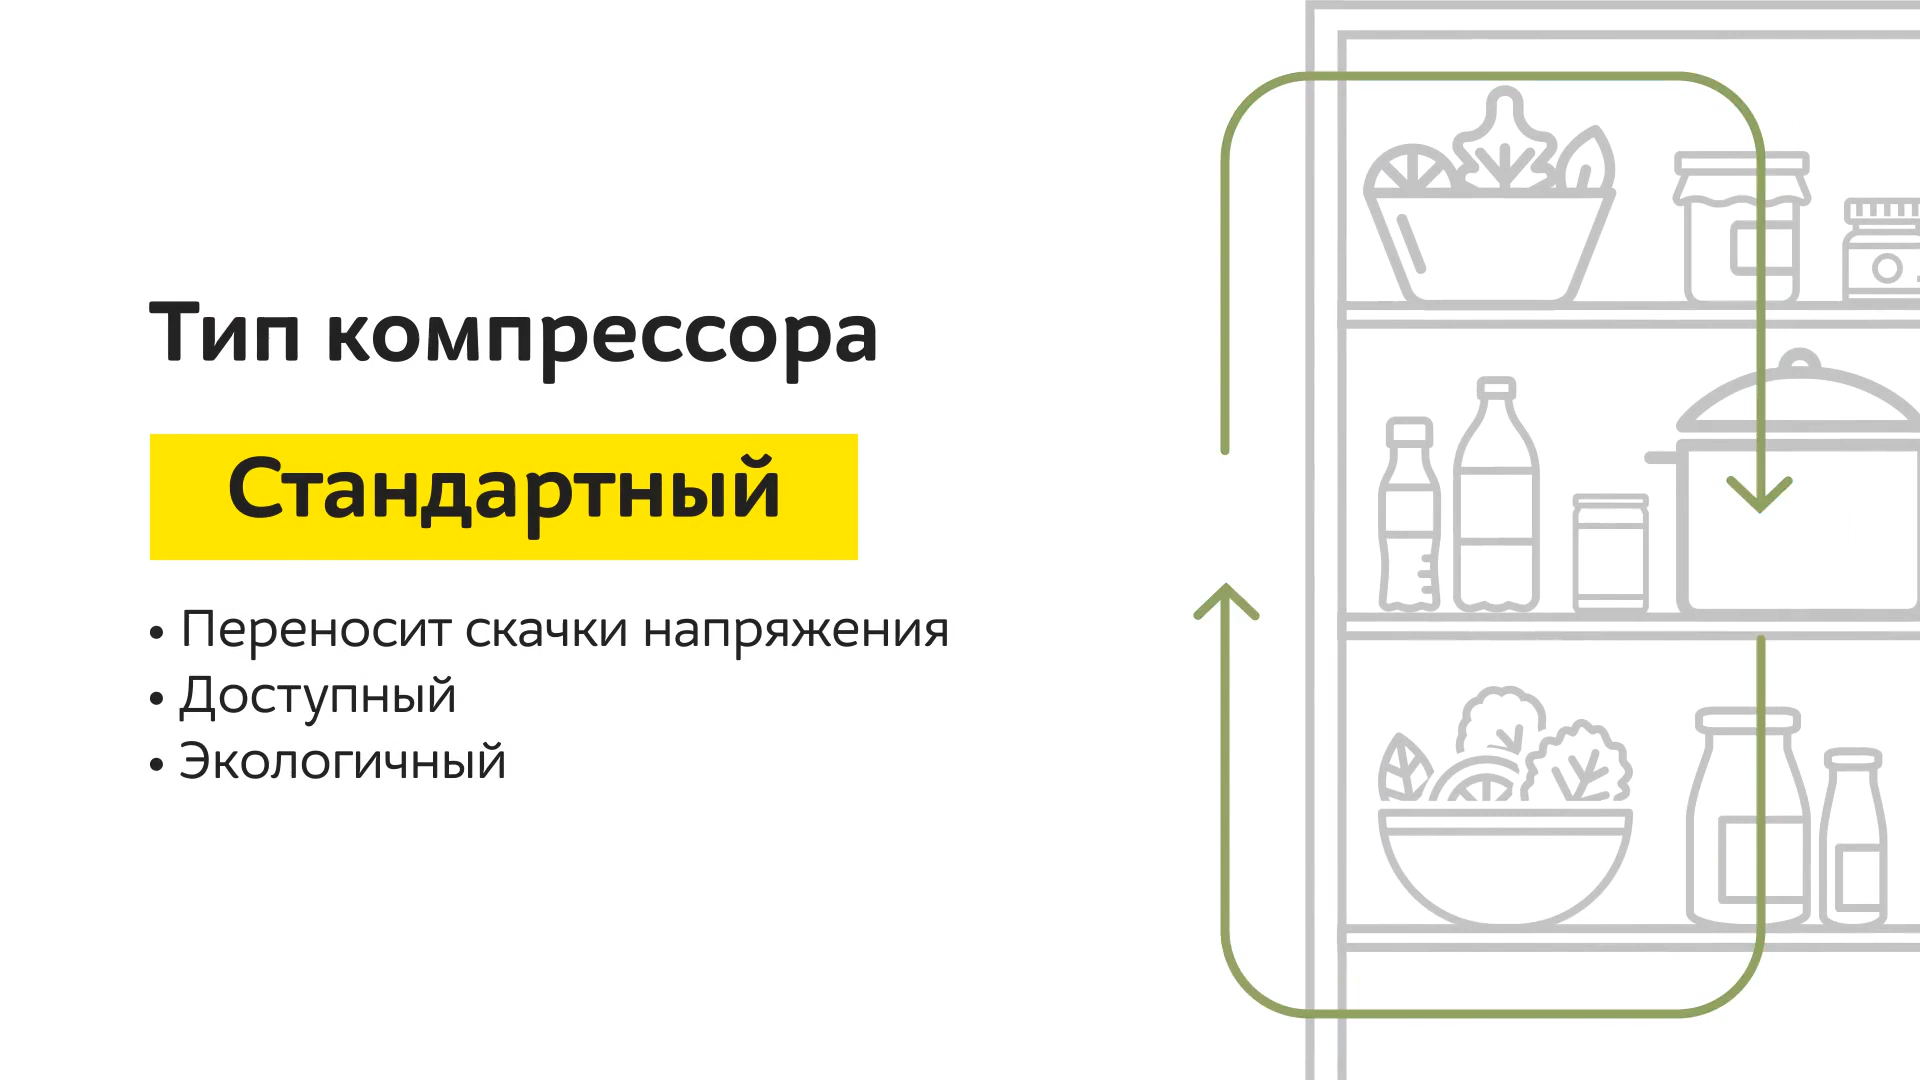 Тип компрессора
Стандартный
• Переносит скачки напряжения
• Доступный
• Экологичный